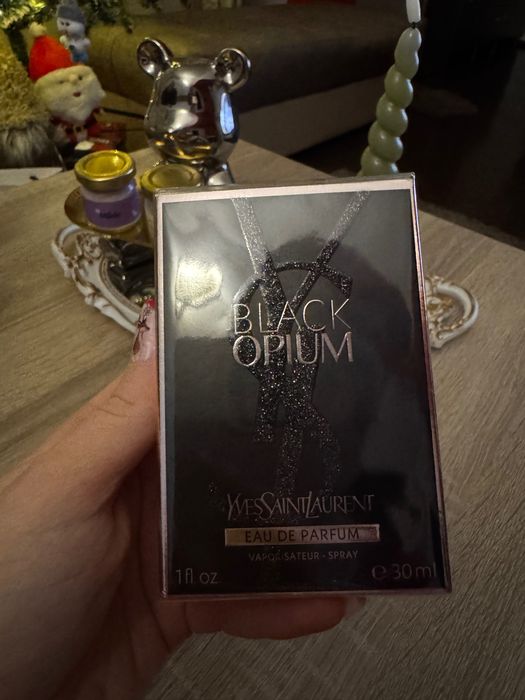 BLACK
OPIUM
YVESSAINTLAURENT
EAU DE PARFUM
VAPORISATEUR - SPRAY
1 fl oz
℮ 30 ml